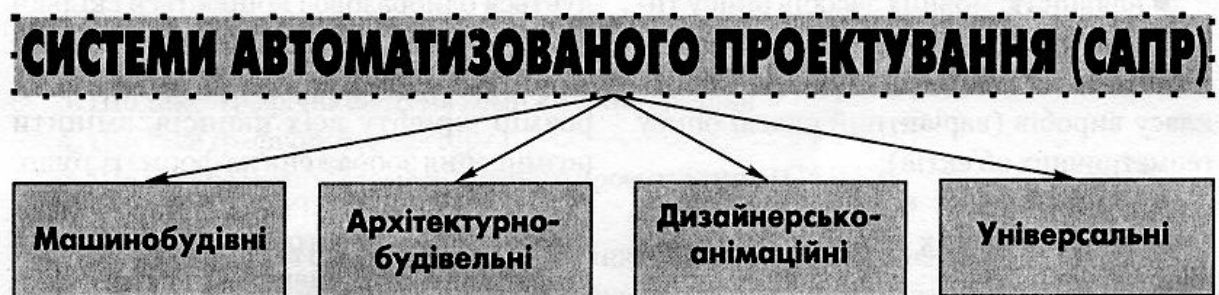 СИСТЕМИ АВТОМАТИЗОВАНОГО ПРОЕКТУВАННЯ (САПР)
Машинобудівні
Архітектурно-
будівельні
Дизайнерсько-
анімаційні
Універсальні